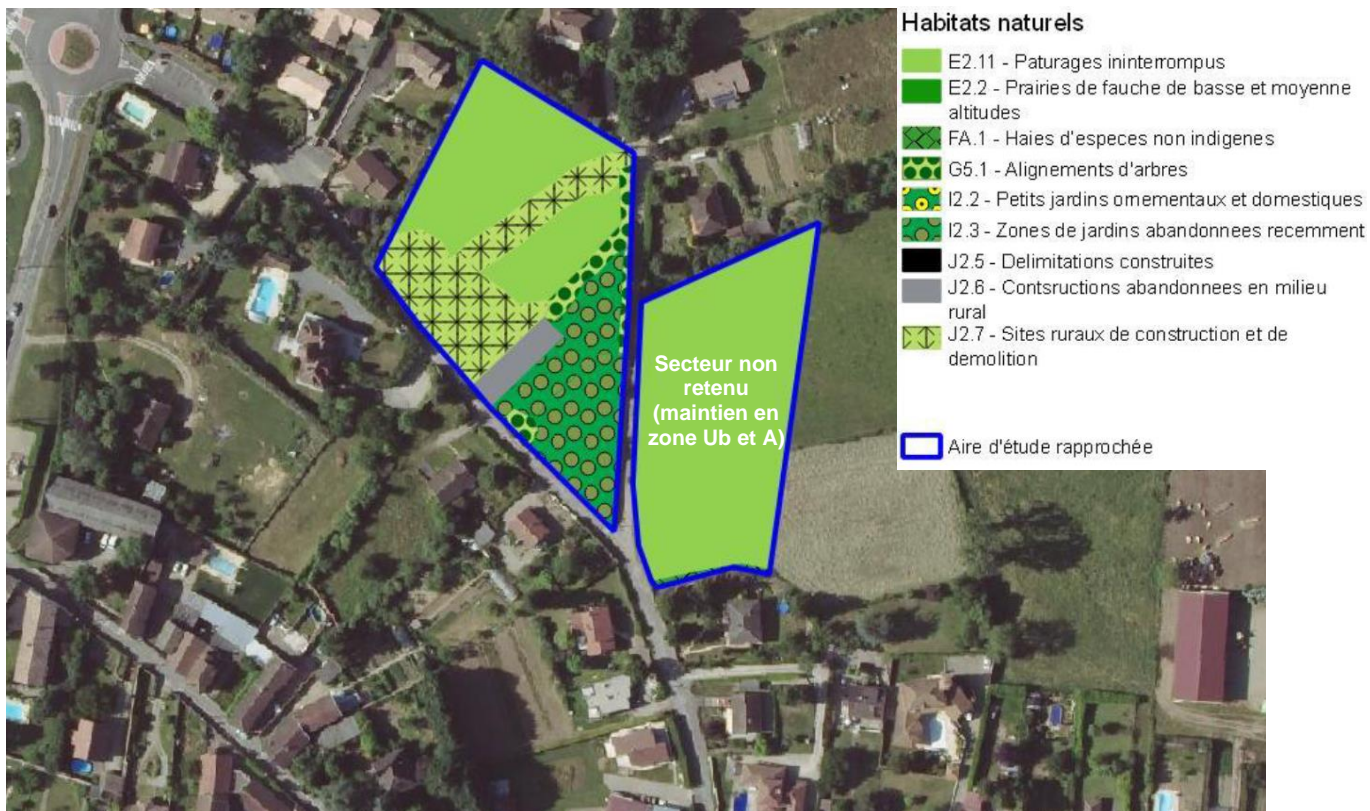 Habitats naturels
E2.11 - Paturages ininterrompus
E2.2 - Prairies de fauche de basse et moyenne
altitudes
FA.1 - Haies d'especes non indigenes
G5.1 - Alignements d'arbres
I2.2 - Petits jardins ornementaux et domestiques
I2.3 - Zones de jardins abandonnees recemment
J2.5 - Delimitations construites
J2.6 - Contsructions abandonnees en milieu
rural
J2.7 - Sites ruraux de construction et de
demolition
Aire d'étude rapprochée
Secteur non
retenu
(maintien en
zone Ub et A)